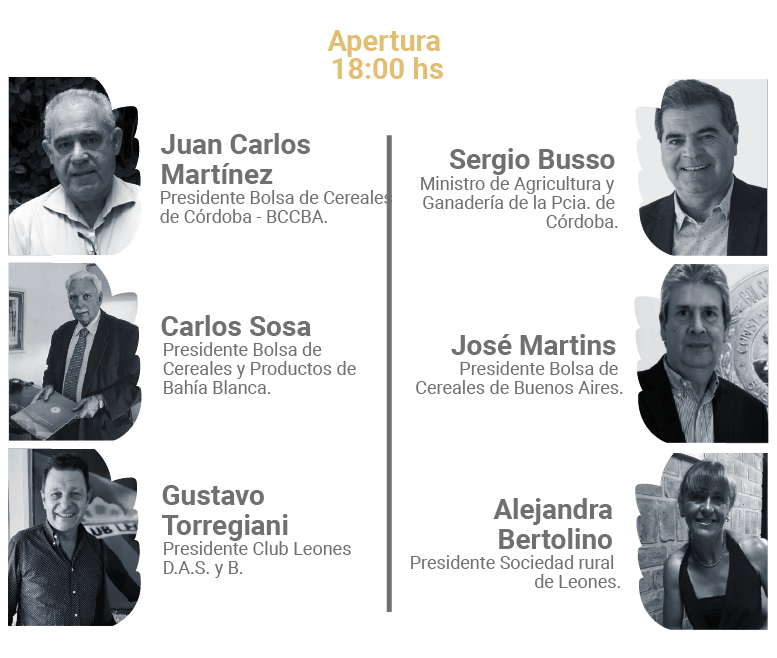 Apertura
18:00 hs
Juan Carlos
Martínez
Presidente Bolsa de Cereales
de Córdoba - BCCBA.
Carlos Sosa
Presidente Bolsa de
Cereales y Productos de
Bahía Blanca.
Gustavo
Torregiani
Presidente Club Leones
D.A.S. y B.
UB LE
Sergio Busso
Ministro de Agricultura y
Ganadería de la Pcia. de
Córdoba.
José Martins
Presidente Bolsa de
Cereales de Buenos Aires.
Alejandra
Bertolino
Presidente Sociedad rural
de Leones.